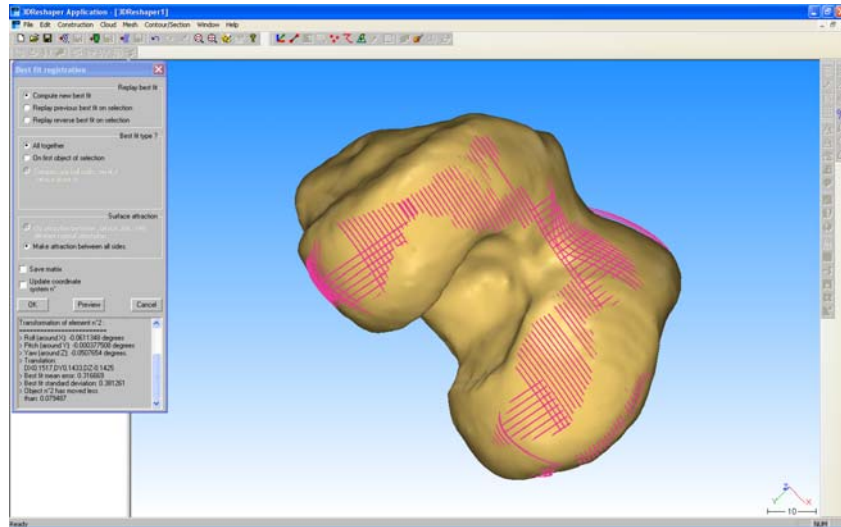 3DReshaper Application - [3DReshaper1]
File Edit Construction Cloud Mesh Contour/Section Window Help
Best fit registration
Replay best fit
Compute new best fit
Replay previous best fit on selection
Replay reverse best fit on selection
Best fit type ?
All together
On first object of selection
Surface attraction
Make attraction between all sides
Save matrix
Update coordinate
system n°
OK Preview Cancel
Transformation of element n°2 :
> Roll (around X): -0.0611348 degrees
> Pitch (around Y): -0.000377508 degrees
> Yaw (around Z): -0.0507654 degrees
> Translation:
DX0.1517,DY0.1433,DZ-0.1425
> Best fit mean error: 0.316669
> Best fit standard deviation: 0.381261
> Object n°2 has moved less
than: 0.079487
Z
Y X
10
Ready NUM